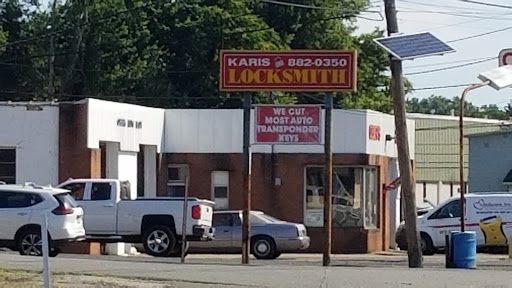 KARIS 882-0350
LOCKSMITH
WE CUT
MOST AUTO
TRANSPONDER
KEYS